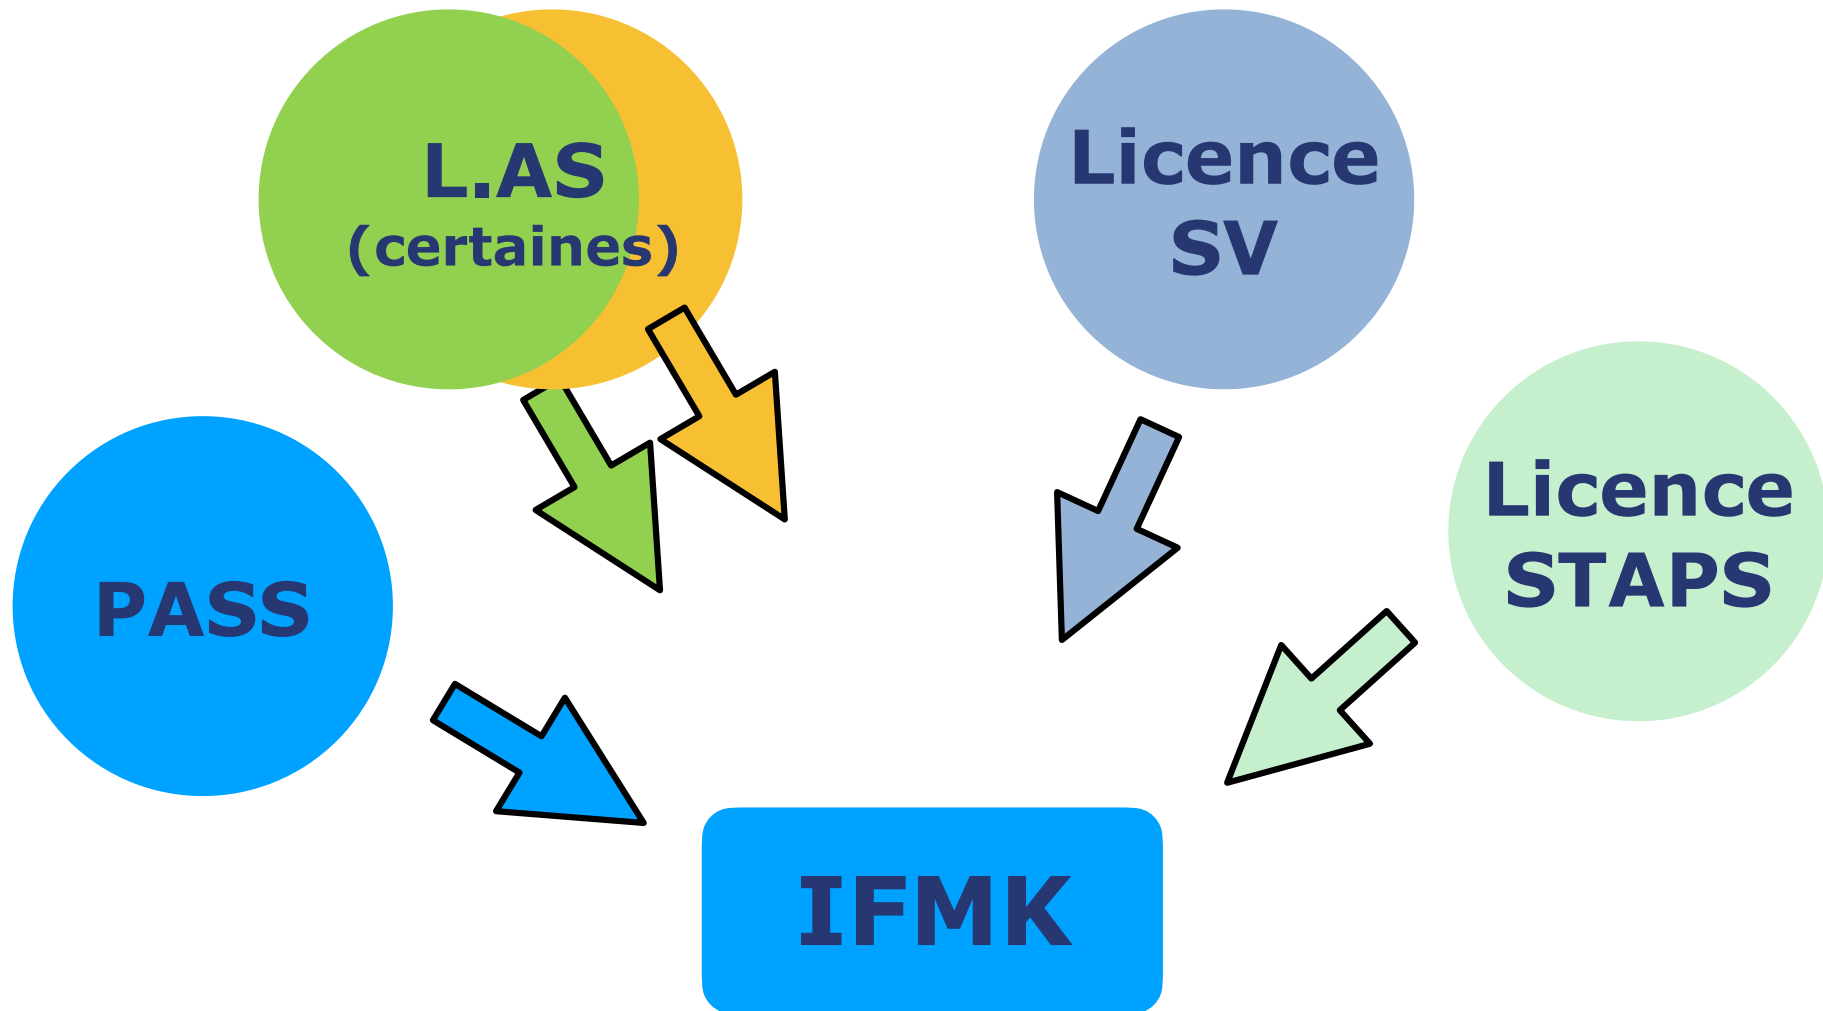 L.AS
(certaines)
Licence
SV
Licence
STAPS
PASS
IFMK